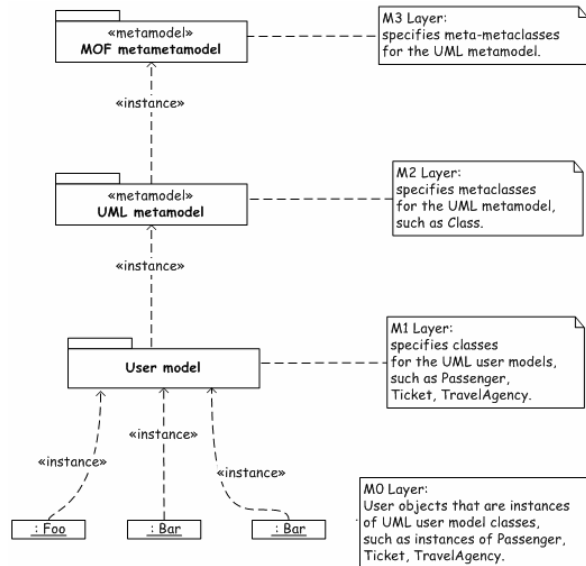 «metamodel»
MOF metametamodel
M3 Layer:
specifies meta-metaclasses
for the UML metamodel.
«instance»
«metamodel»
UML metamodel
M2 Layer:
specifies metaclasses
for the UML metamodel,
such as Class.
«instance»
User model
M1 Layer:
specifies classes
for the UML user models,
such as Passenger,
Ticket, TravelAgency.
«instance»
«instance»
«instance»
: Foo
: Bar
: Bar
M0 Layer:
User objects that are instances
of UML user model classes,
such as instances of Passenger,
Ticket, TravelAgency.